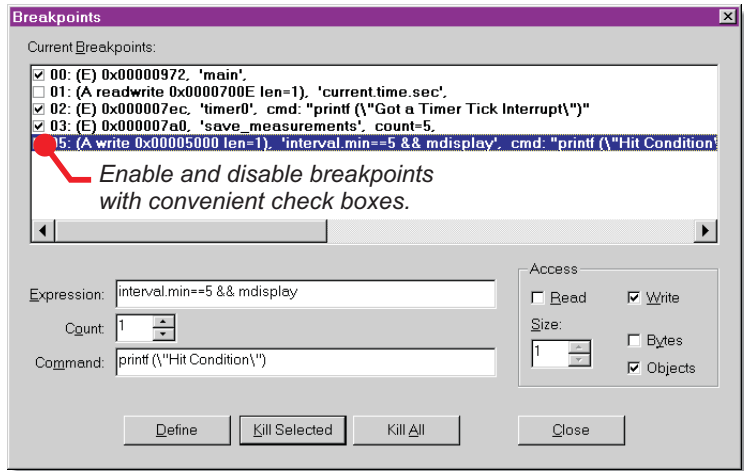 Breakpoints
Current Breakpoints:
00: (E) 0x00000972, 'main',
01: (A readwrite 0x0000700E len=1), 'current.time.sec',
02: (E) 0x000007ec, 'timer0', cmd: "printf (\"Got a Timer Tick Interrupt\")"
03: (E) 0x000007a0, 'save_measurements', count=5,
05: (A write 0x00005000 len=1), 'interval.min==5 && mdisplay', cmd: "printf (\"Hit Condition\
Enable and disable breakpoints
with convenient check boxes.
Expression: interval.min==5 && mdisplay
Count: 1
Command: printf (\"Hit Condition\")
Access
Read Write
Size:
1
Bytes
Objects
Define Kill Selected Kill All Close